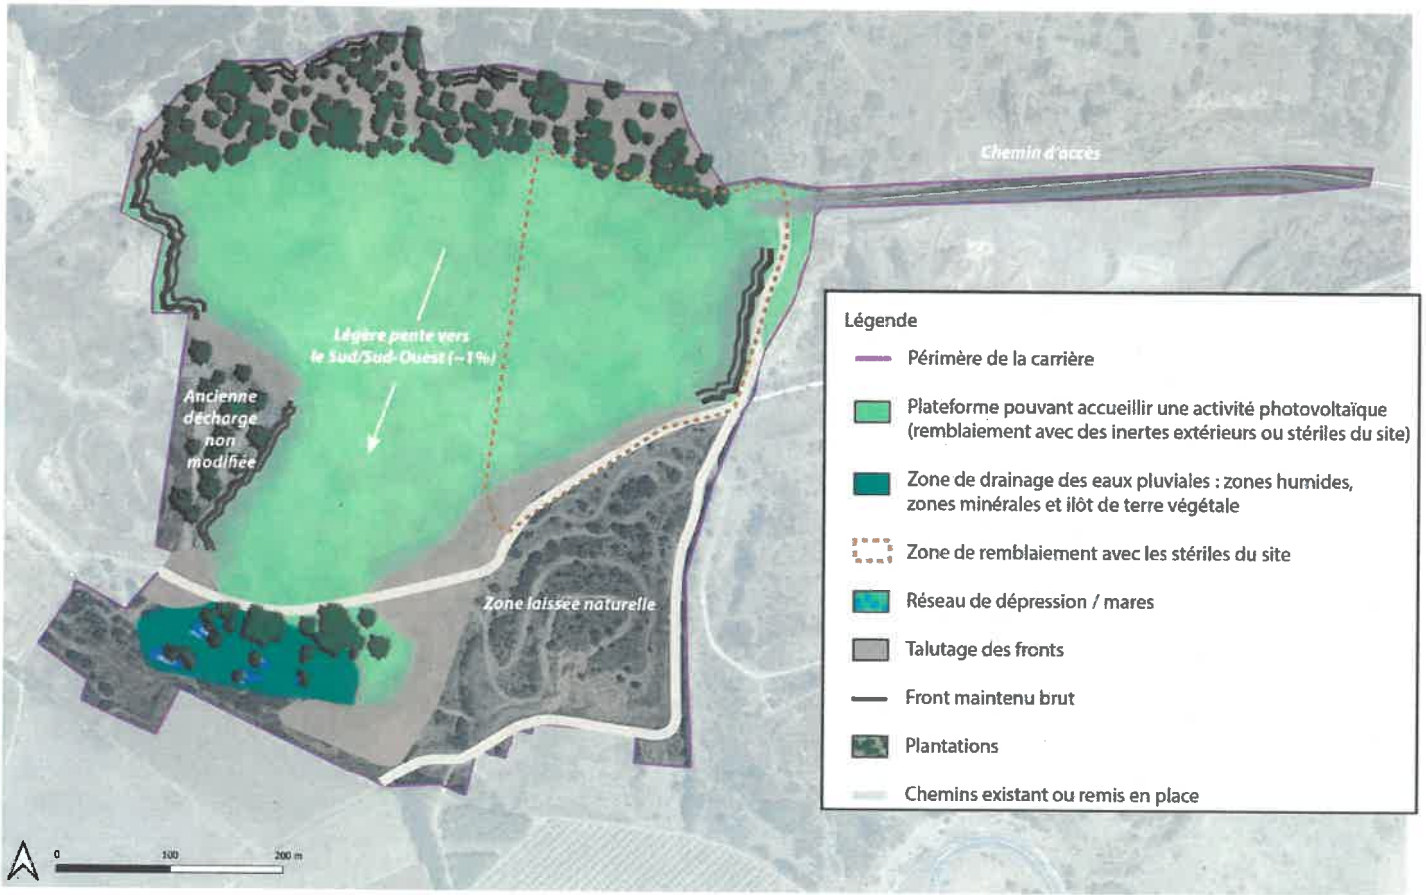 Chemin d'accès
Légère pente vers
le Sud/Sud-Ouest (~1%)
Ancienne
décharge
non
modifiée
Zone laissée naturelle
Légende
Périmère de la carrière
Plateforme pouvant accueillir une activité photovoltaïque
(remblaiement avec des inertes extérieurs ou stériles du site)
Zone de drainage des eaux pluviales : zones humides,
zones minérales et ilôt de terre végétale
Zone de remblaiement avec les stériles du site
Réseau de dépression / mares
Talutage des fronts
Front maintenu brut
Plantations
Chemins existant ou remis en place
0 100 200 m